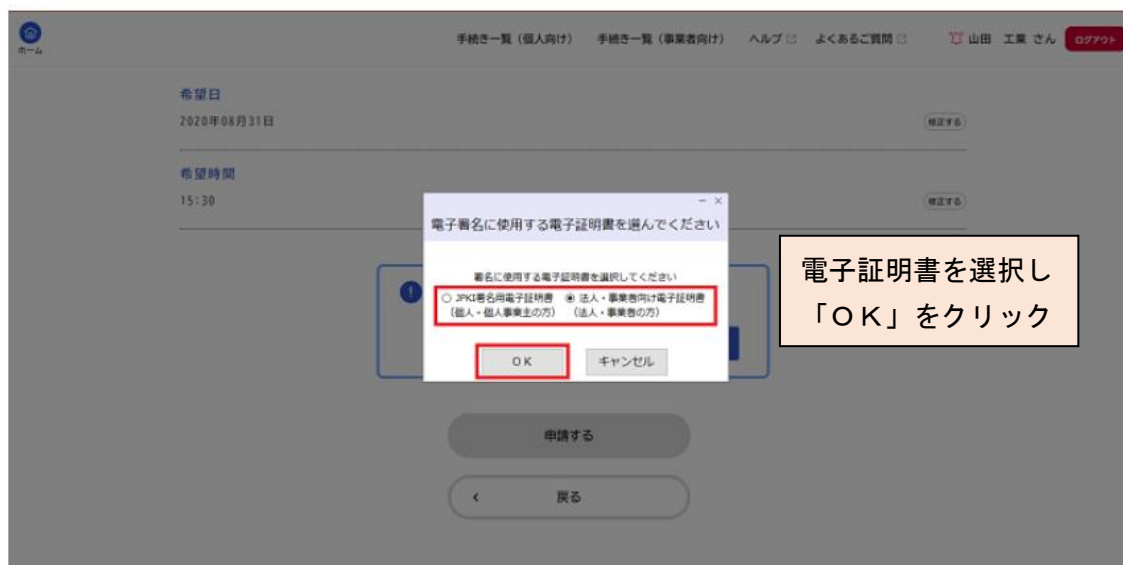 ホーム
手続き一覧（個人向け） 手続き一覧（事業者向け） ヘルプ よくあるご質問 山田 工業 さん ログアウト
希望日
2020年08月31日
修正する
希望時間
15:30
修正する
電子署名に使用する電子証明書を選んでください
署名に使用する電子証明書を選択してください
JPKI署名用電子証明書 法人・事業者向け電子証明書
（個人・個人事業主の方） （法人・事業者の方）
OK キャンセル
電子証明書を選択し
「ＯＫ」をクリック
申請する
戻る